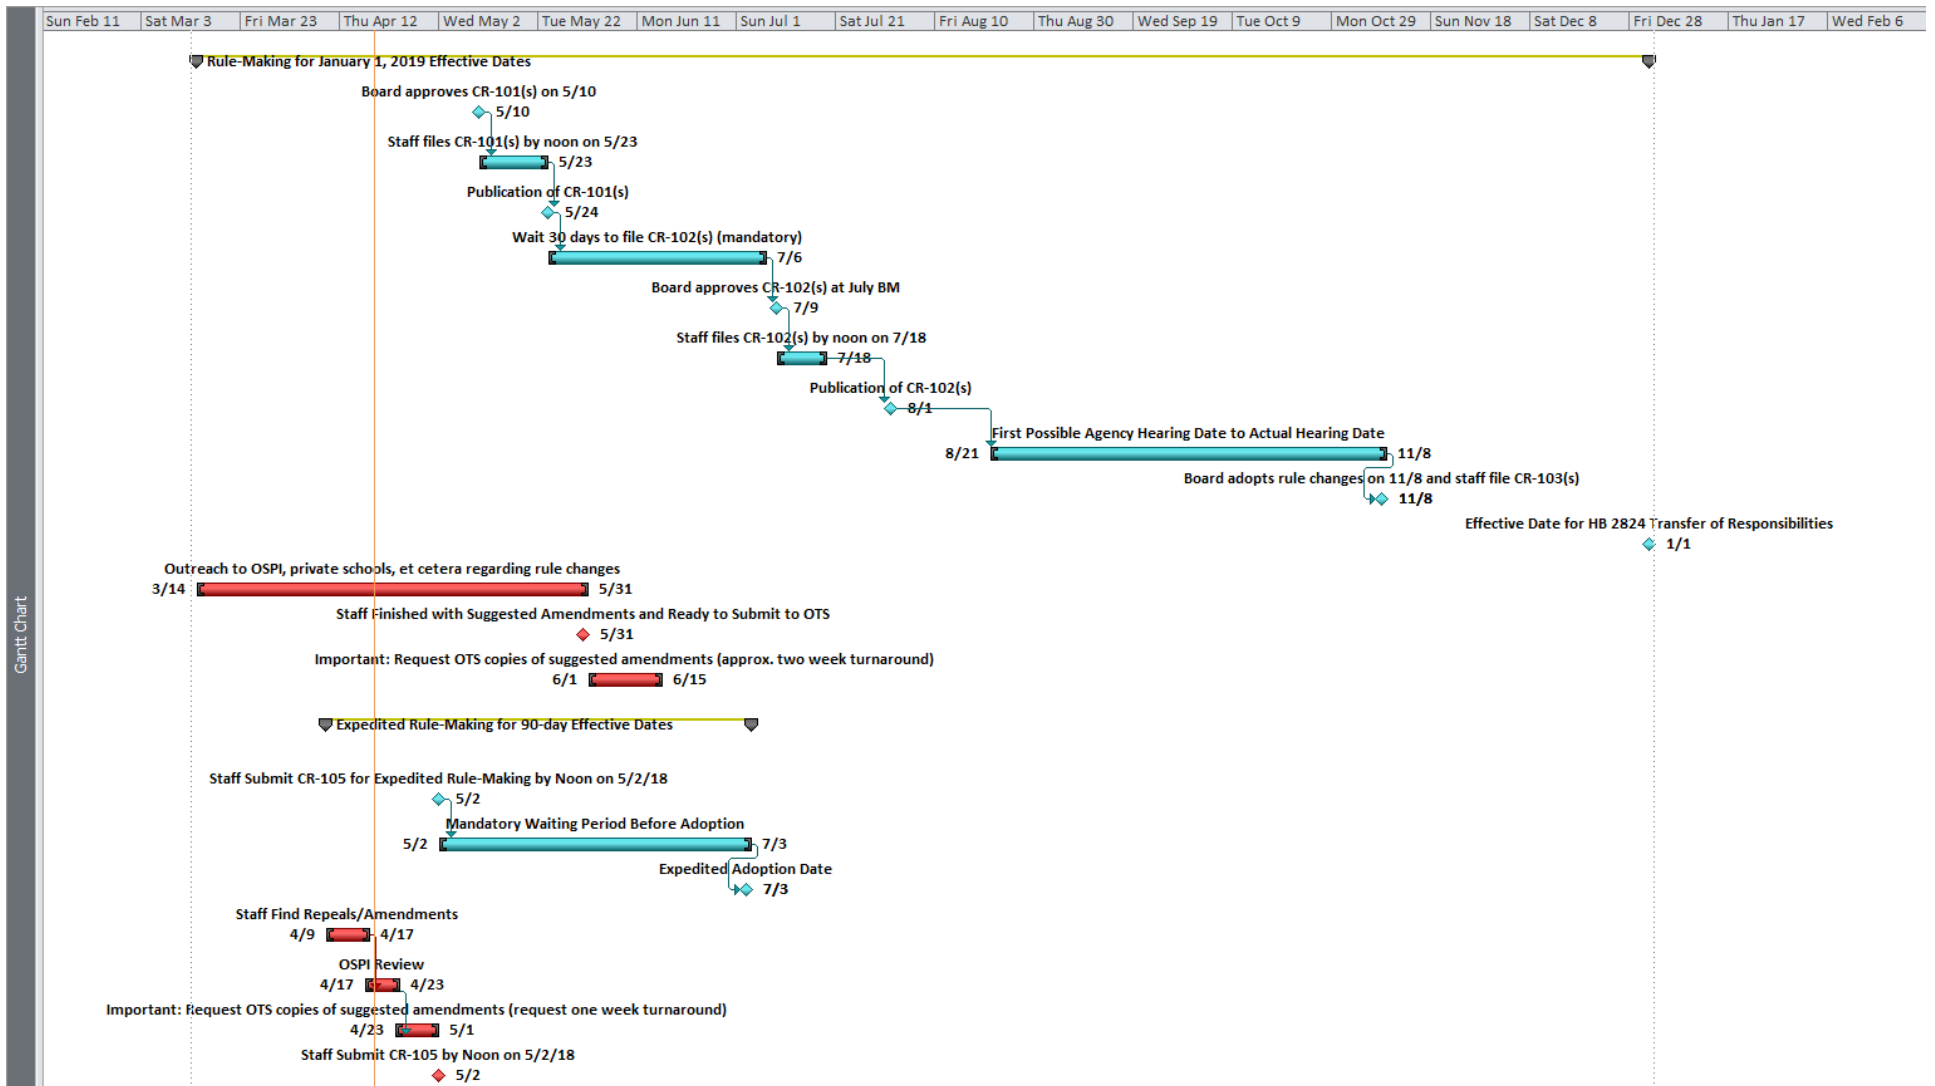 Sun Feb 11 Sat Mar 3 Fri Mar 23 Thu Apr 12 Wed May 2 Tue May 22 Mon Jun 11 Sun Jul 1 Sat Jul 21 Fri Aug 10 Thu Aug 30 Wed Sep 19 Tue Oct 9 Mon Oct 29 Sun Nov 18 Sat Dec 8 Fri Dec 28 Thu Jan 17 Wed Feb 6
Gantt Chart
Rule-Making for January 1, 2019 Effective Dates
Board approves CR-101(s) on 5/10
5/10
Staff files CR-101(s) by noon on 5/23
5/23
Publication of CR-101(s)
5/24
Wait 30 days to file CR-102(s) (mandatory)
7/6
Board approves CR-102(s) at July BM
7/9
Staff files CR-102(s) by noon on 7/18
7/18
Publication of CR-102(s)
8/1
First Possible Agency Hearing Date to Actual Hearing Date
8/21 11/8
Board adopts rule changes on 11/8 and staff file CR-103(s)
11/8
Effective Date for HB 2824 Transfer of Responsibilities
1/1
Outreach to OSPI, private schools, et cetera regarding rule changes
3/14 5/31
Staff Finished with Suggested Amendments and Ready to Submit to OTS
5/31
Important: Request OTS copies of suggested amendments (approx. two week turnaround)
6/1 6/15
Expedited Rule-Making for 90-day Effective Dates
Staff Submit CR-105 for Expedited Rule-Making by Noon on 5/2/18
5/2
Mandatory Waiting Period Before Adoption
5/2 7/3
Expedited Adoption Date
7/3
Staff Find Repeals/Amendments
4/9 4/17
OSPI Review
4/17 4/23
Important: Request OTS copies of suggested amendments (request one week turnaround)
4/23 5/1
Staff Submit CR-105 by Noon on 5/2/18
5/2